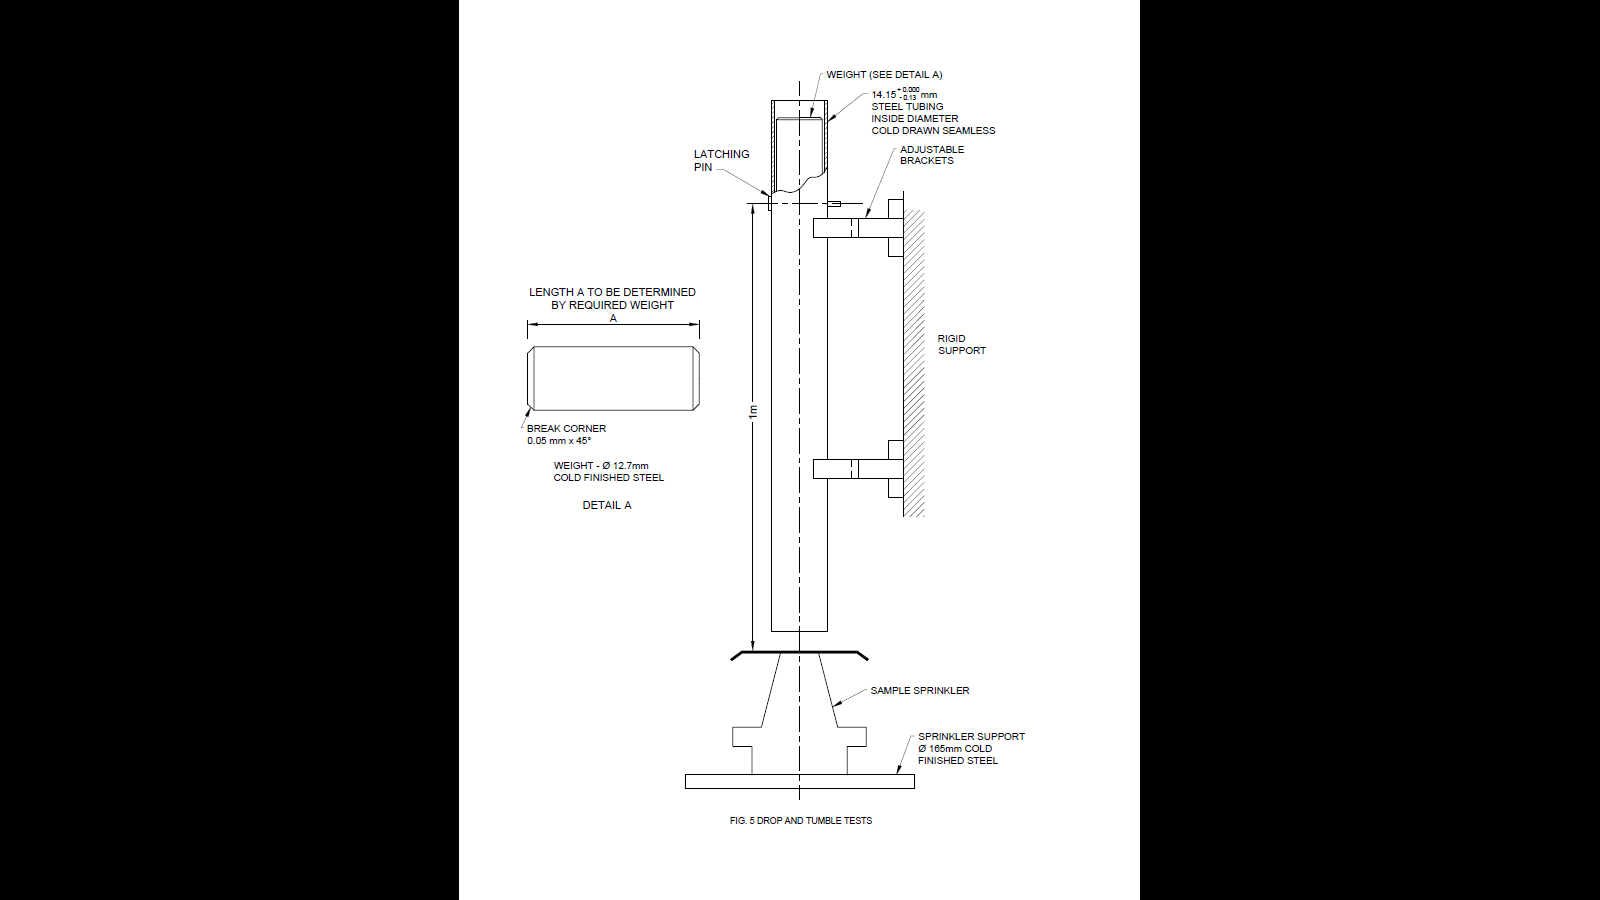 WEIGHT (SEE DETAIL A)
14.15 +0.000 -0.13 mm
STEEL TUBING
INSIDE DIAMETER
COLD DRAWN SEAMLESS
ADJUSTABLE
BRACKETS
LATCHING
PIN
LENGTH A TO BE DETERMINED
BY REQUIRED WEIGHT
A
RIGID
SUPPORT
1m
BREAK CORNER
0.05 mm x 45°
WEIGHT - Ø 12.7mm
COLD FINISHED STEEL
DETAIL A
SAMPLE SPRINKLER
SPRINKLER SUPPORT
Ø 165mm COLD
FINISHED STEEL
FIG. 5 DROP AND TUMBLE TESTS